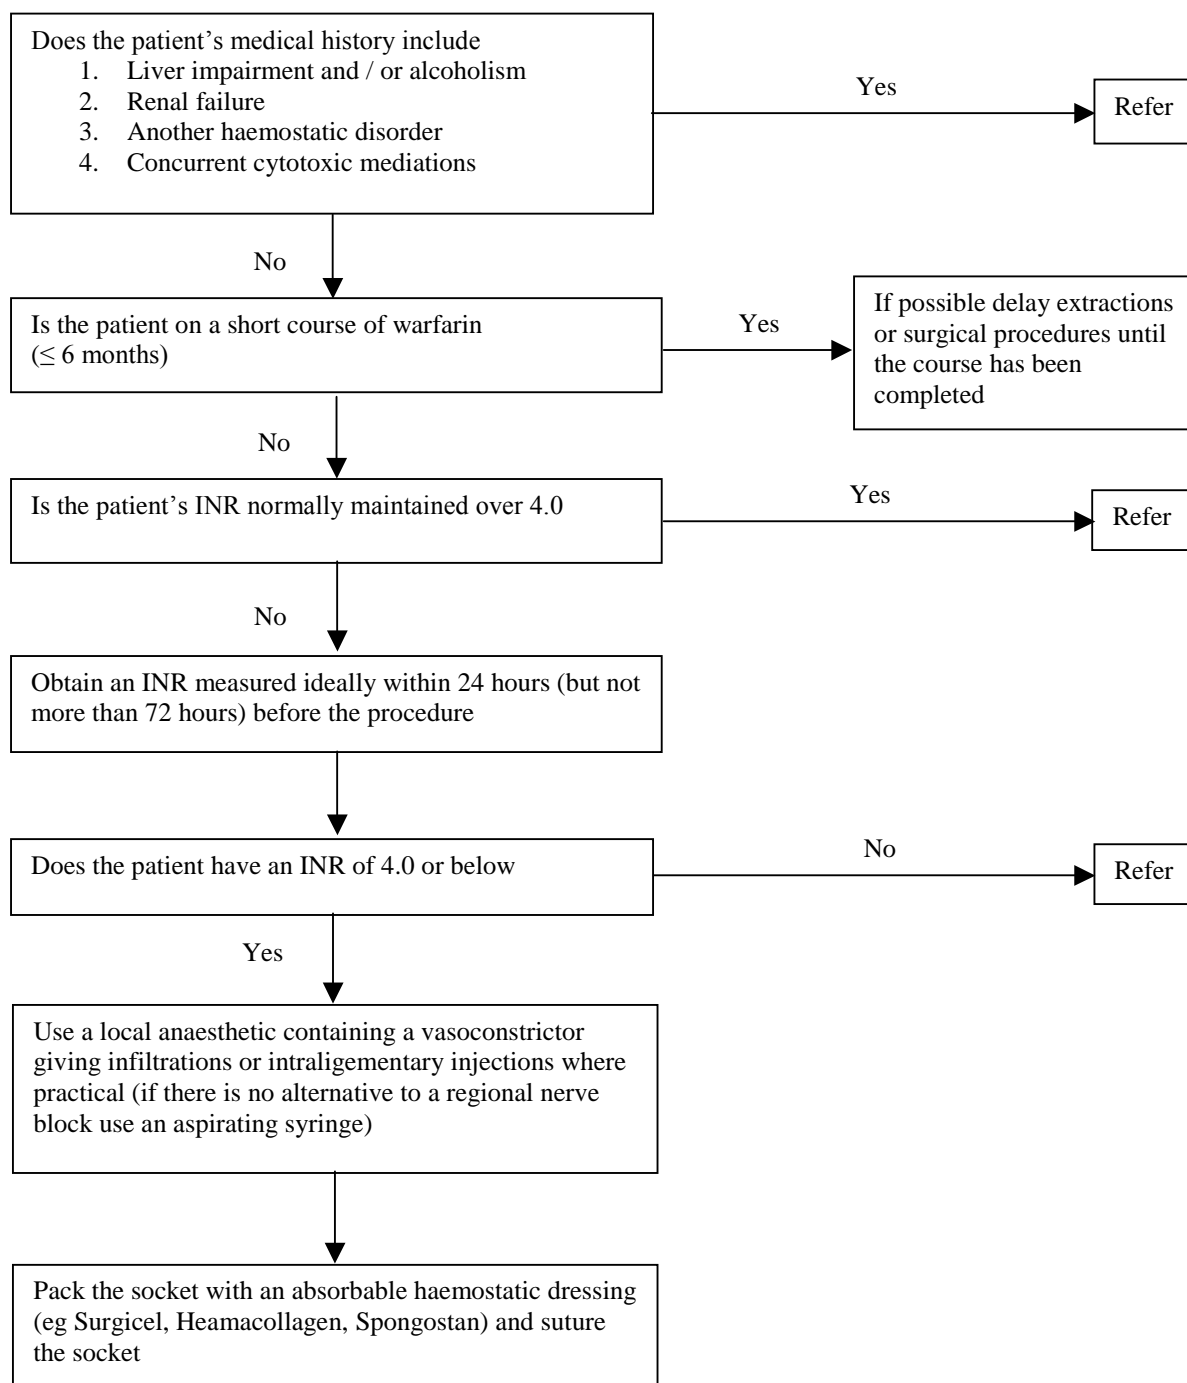 Does the patient’s medical history include
1. Liver impairment and / or alcoholism
2. Renal failure
3. Another haemostatic disorder
4. Concurrent cytotoxic mediations
Yes
Refer
No
Is the patient on a short course of warfarin
(≤ 6 months)
Yes
If possible delay extractions
or surgical procedures until
the course has been
completed
No
Is the patient’s INR normally maintained over 4.0
Yes
Refer
No
Obtain an INR measured ideally within 24 hours (but not
more than 72 hours) before the procedure
Does the patient have an INR of 4.0 or below
No
Refer
Yes
Use a local anaesthetic containing a vasoconstrictor
giving infiltrations or intraligementary injections where
practical (if there is no alternative to a regional nerve
block use an aspirating syringe)
Pack the socket with an absorbable haemostatic dressing
(eg Surgicel, Heamacollagen, Spongostan) and suture
the socket